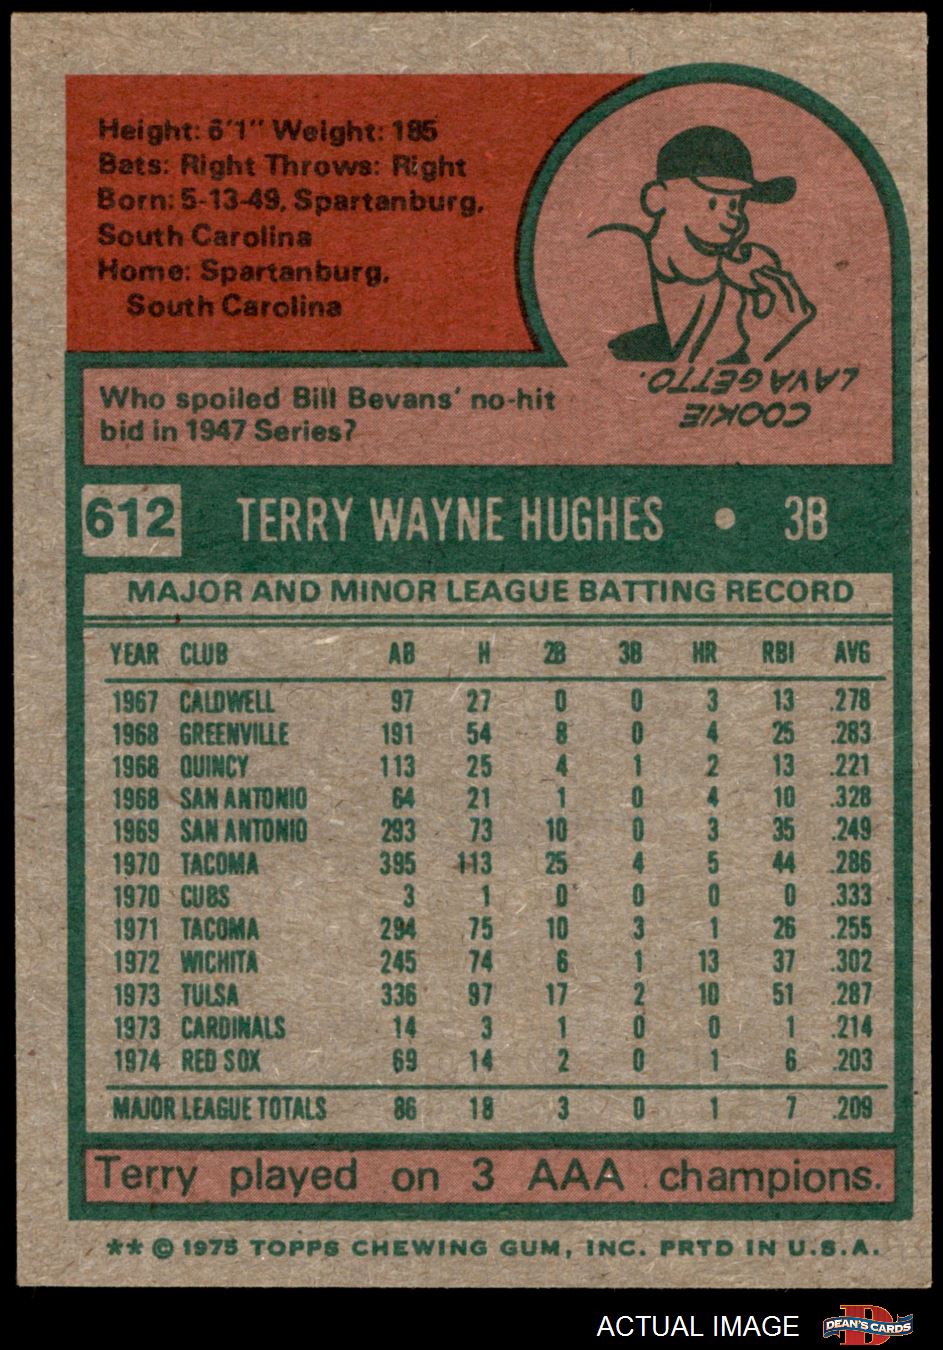 Height: 6'1" Weight: 185
Bats: Right Throws: Right
Born: 5-13-49, Spartanburg,
South Carolina
Home: Spartanburg,
South Carolina
COOKIE
LAVAGETTO.
Who spoiled Bill Bevans' no-hit
bid in 1947 Series?
612 TERRY WAYNE HUGHES • 3B
MAJOR AND MINOR LEAGUE BATTING RECORD
YEAR CLUB AB H 2B 3B HR RBI AVG
1967 CALDWELL 97 27 0 0 3 13 .278
1968 GREENVILLE 191 54 8 0 4 25 .283
1968 QUINCY 113 25 4 1 2 13 .221
1968 SAN ANTONIO 64 21 1 0 4 10 .328
1969 SAN ANTONIO 293 73 10 0 3 35 .249
1970 TACOMA 395 113 25 4 5 44 .286
1970 CUBS 3 1 0 0 0 0 .333
1971 TACOMA 294 75 10 3 1 26 .255
1972 WICHITA 245 74 6 1 13 37 .302
1973 TULSA 336 97 17 2 10 51 .287
1973 CARDINALS 14 3 1 0 0 1 .214
1974 RED SOX 69 14 2 0 1 6 .203
MAJOR LEAGUE TOTALS 86 18 3 0 1 7 .209
Terry played on 3 AAA champions.
** © 1975 TOPPS CHEWING GUM, INC. PRTD IN U.S.A.
ACTUAL IMAGE
DEAN'S CARDS